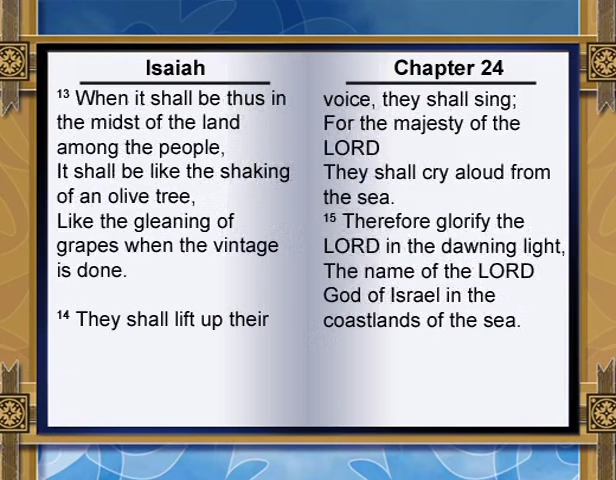 Isaiah
¹³ When it shall be thus in
the midst of the land
among the people,
It shall be like the shaking
of an olive tree,
Like the gleaning of
grapes when the vintage
is done.
¹⁴ They shall lift up their
Chapter 24
voice, they shall sing;
For the majesty of the
LORD
They shall cry aloud from
the sea.
¹⁵ Therefore glorify the
LORD in the dawning light,
The name of the LORD
God of Israel in the
coastlands of the sea.